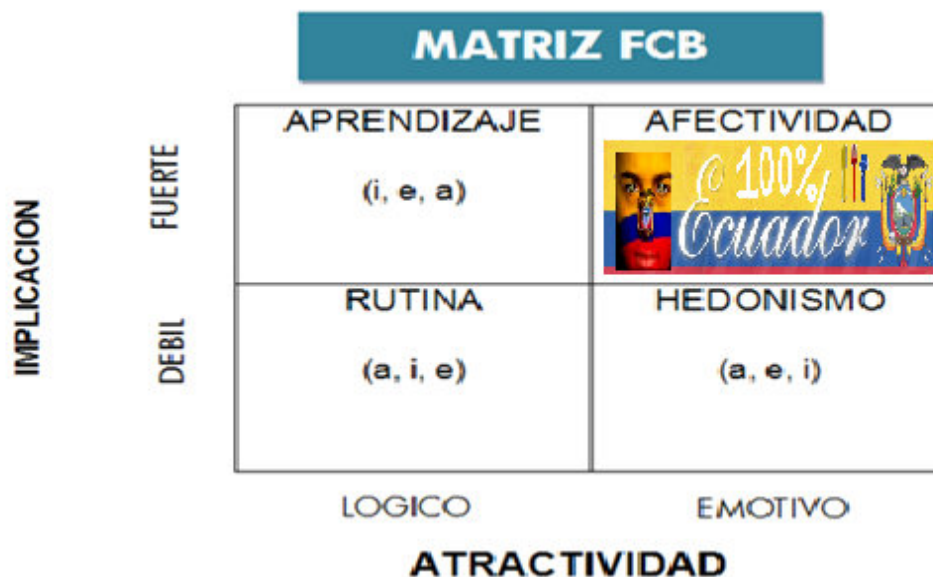 MATRIZ FCB
APRENDIZAJE
AFECTIVIDAD
(i, e, a)
100%
Ecuador
FUERTE
IMPLICACION
RUTINA
HEDONISMO
DEBIL
(a, i, e)
(a, e, i)
LOGICO
EMOTIVO
ATRACTIVIDAD